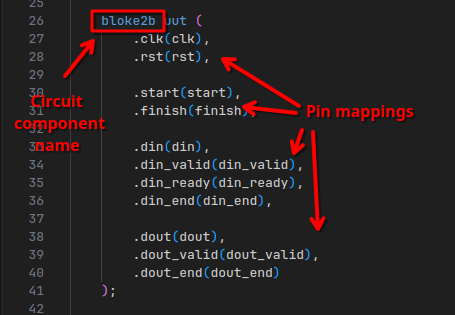 25
26 bloke2b uut (
27 .clk(clk),
28 .rst(rst),
29
30 .start(start),
31 .finish(finish)
32
33 .din(din),
34 .din_valid(din_valid),
35 .din_ready(din_ready),
36 .din_end(din_end),
37
38 .dout(dout),
39 .dout_valid(dout_valid),
40 .dout_end(dout_end)
41 );
42
Circuit
component
name
Pin mappings